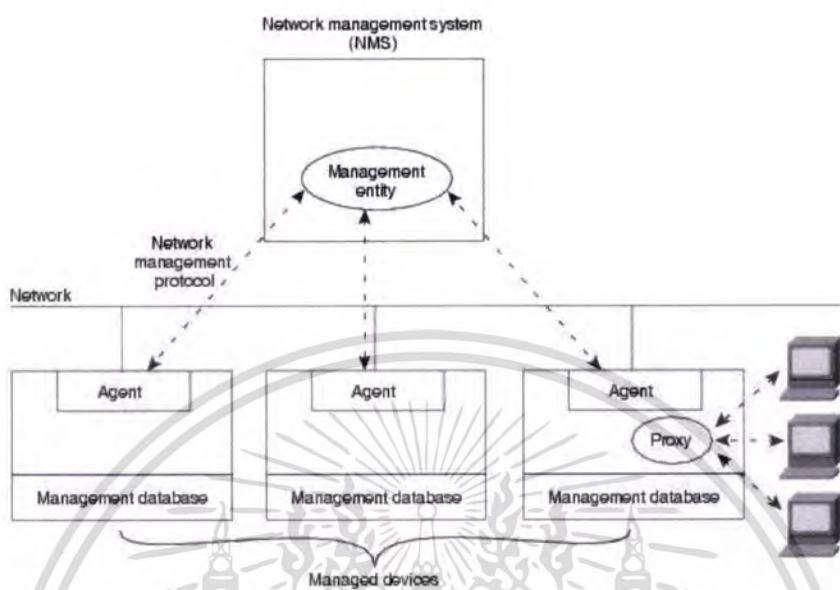 Network management system
(NMS)
Management
entity
Network
management
protocol
Network
Agent
Agent
Agent
Proxy
Management database
Management database
Management database
Managed devices